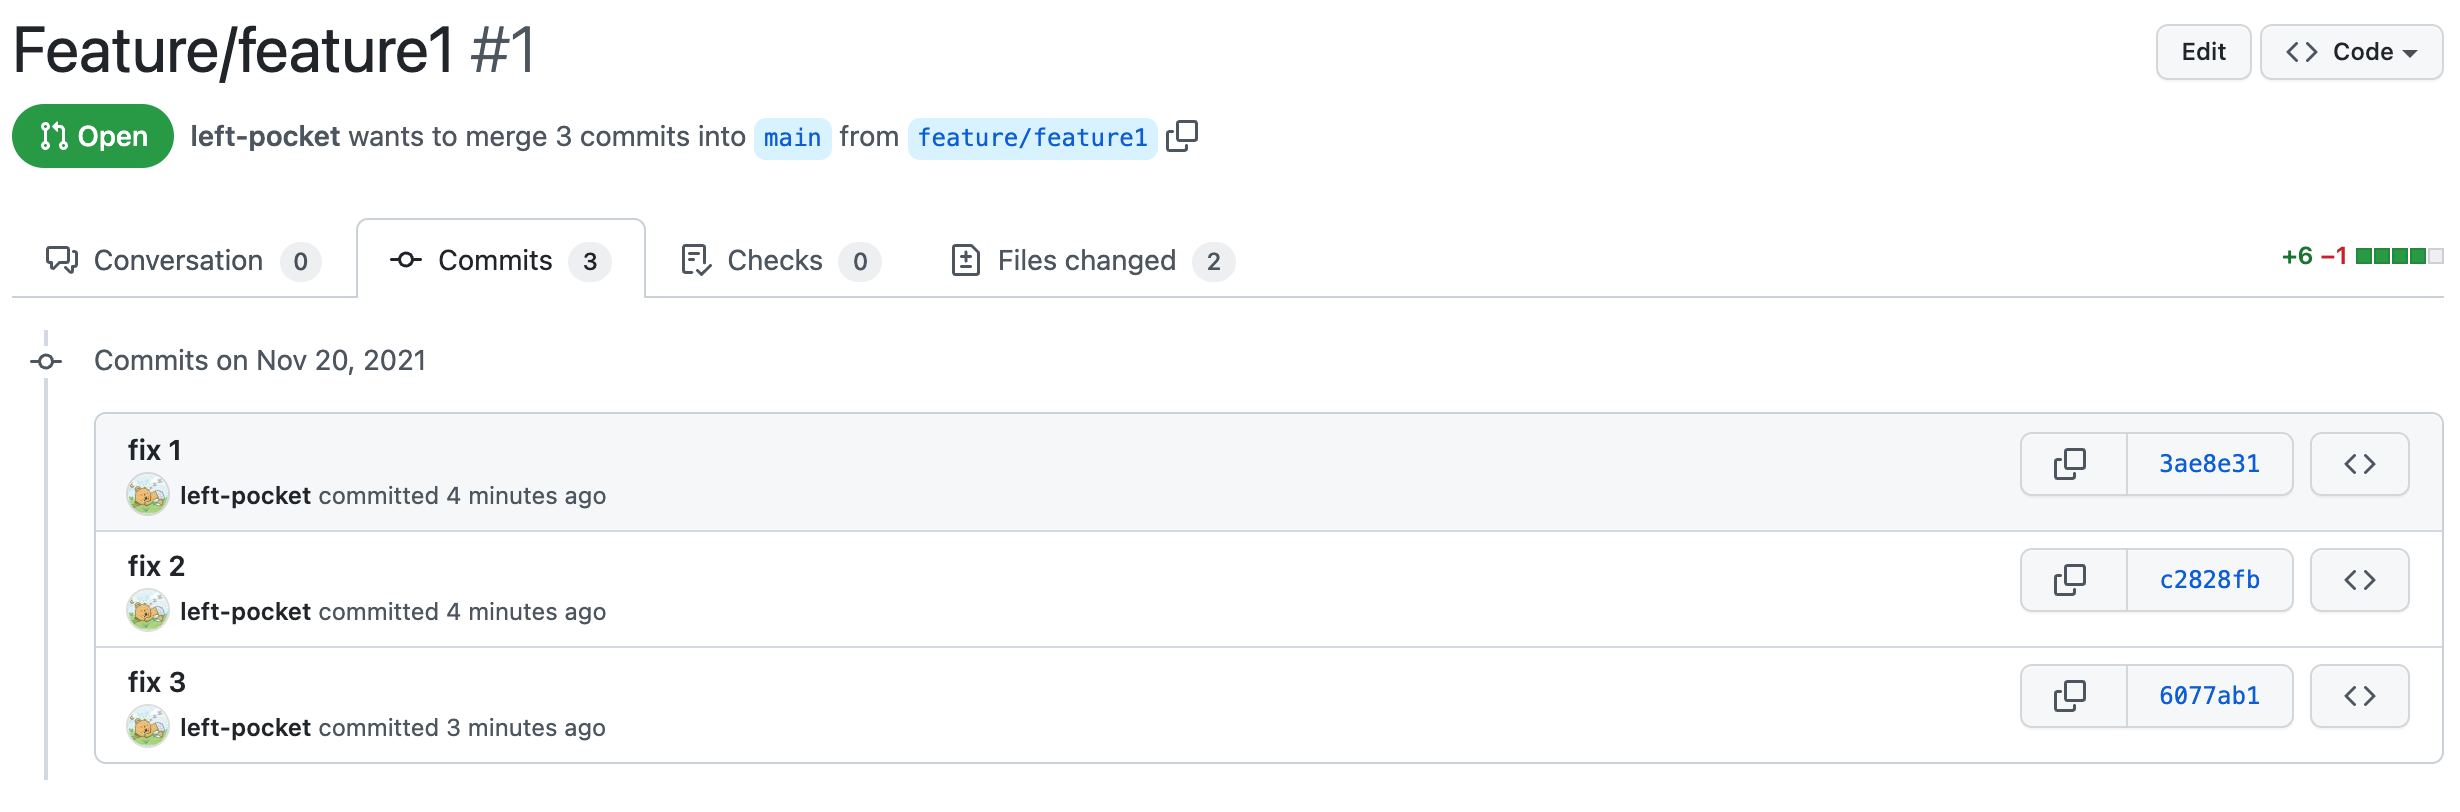 Feature/feature1 #1
Edit
Code
Open
left-pocket wants to merge 3 commits into main from feature/feature1
Conversation 0
Commits 3
Checks 0
Files changed 2
+6 −1
Commits on Nov 20, 2021
fix 1
left-pocket committed 4 minutes ago
3ae8e31
fix 2
left-pocket committed 4 minutes ago
c2828fb
fix 3
left-pocket committed 3 minutes ago
6077ab1